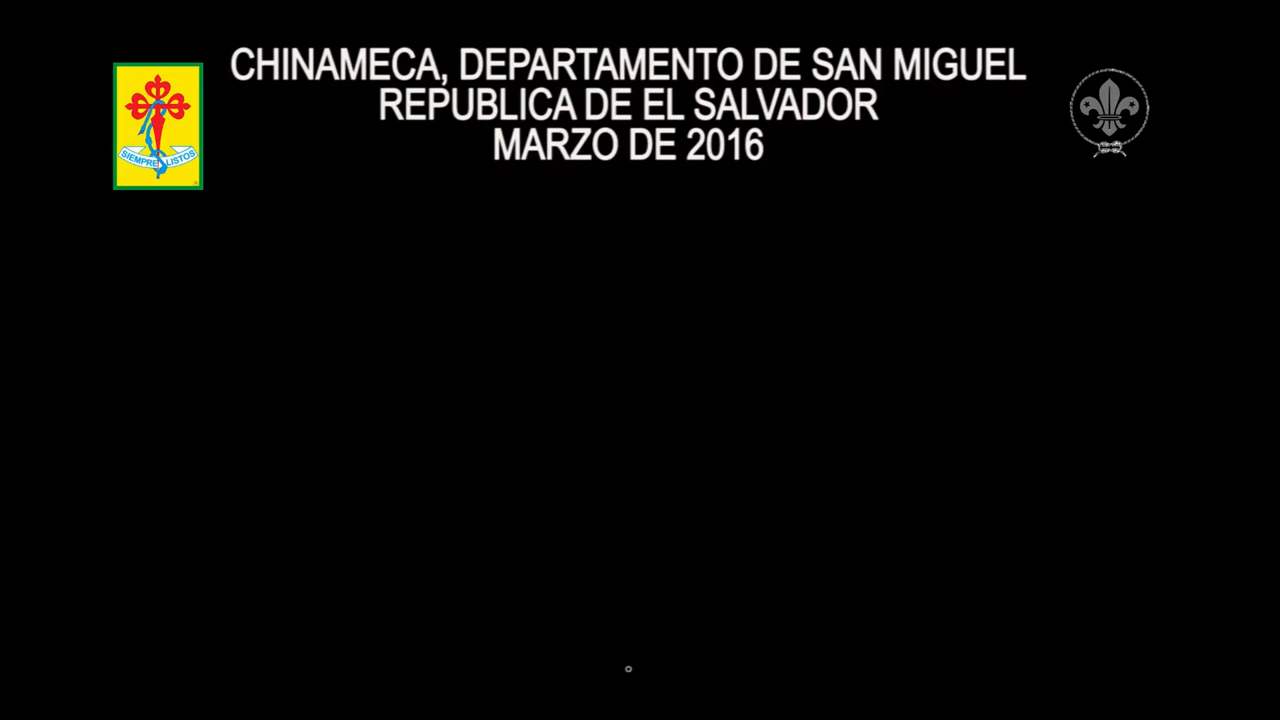 CHINAMECA, DEPARTAMENTO DE SAN MIGUEL
REPUBLICA DE EL SALVADOR
MARZO DE 2016
SIEMPRE LISTOS